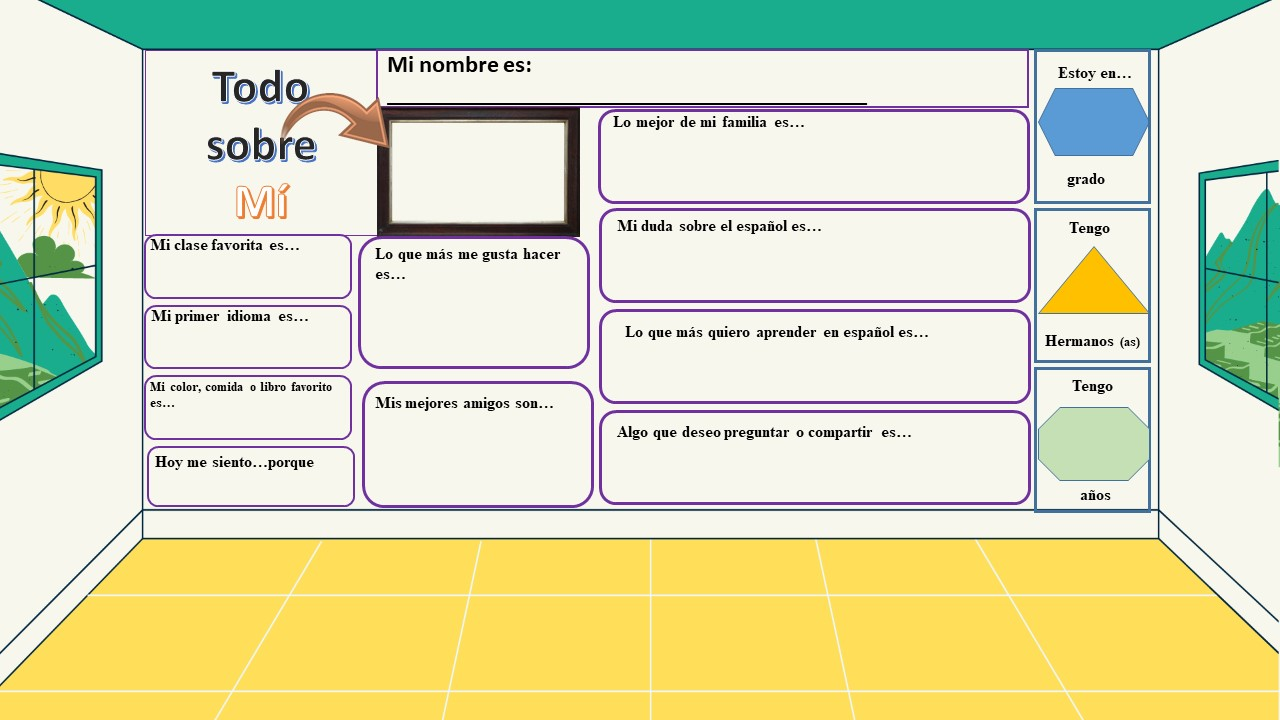 Todo
sobre
Mí
Mi nombre es:
Mi clase favorita es…
Mi primer idioma es…
Mi color, comida o libro favorito
es…
Hoy me siento…porque
Lo que más me gusta hacer
es…
Mis mejores amigos son…
Lo mejor de mi familia es…
Mi duda sobre el español es…
Lo que más quiero aprender en español es…
Algo que deseo preguntar o compartir es…
Estoy en…
grado
Tengo
Hermanos (as)
Tengo
años